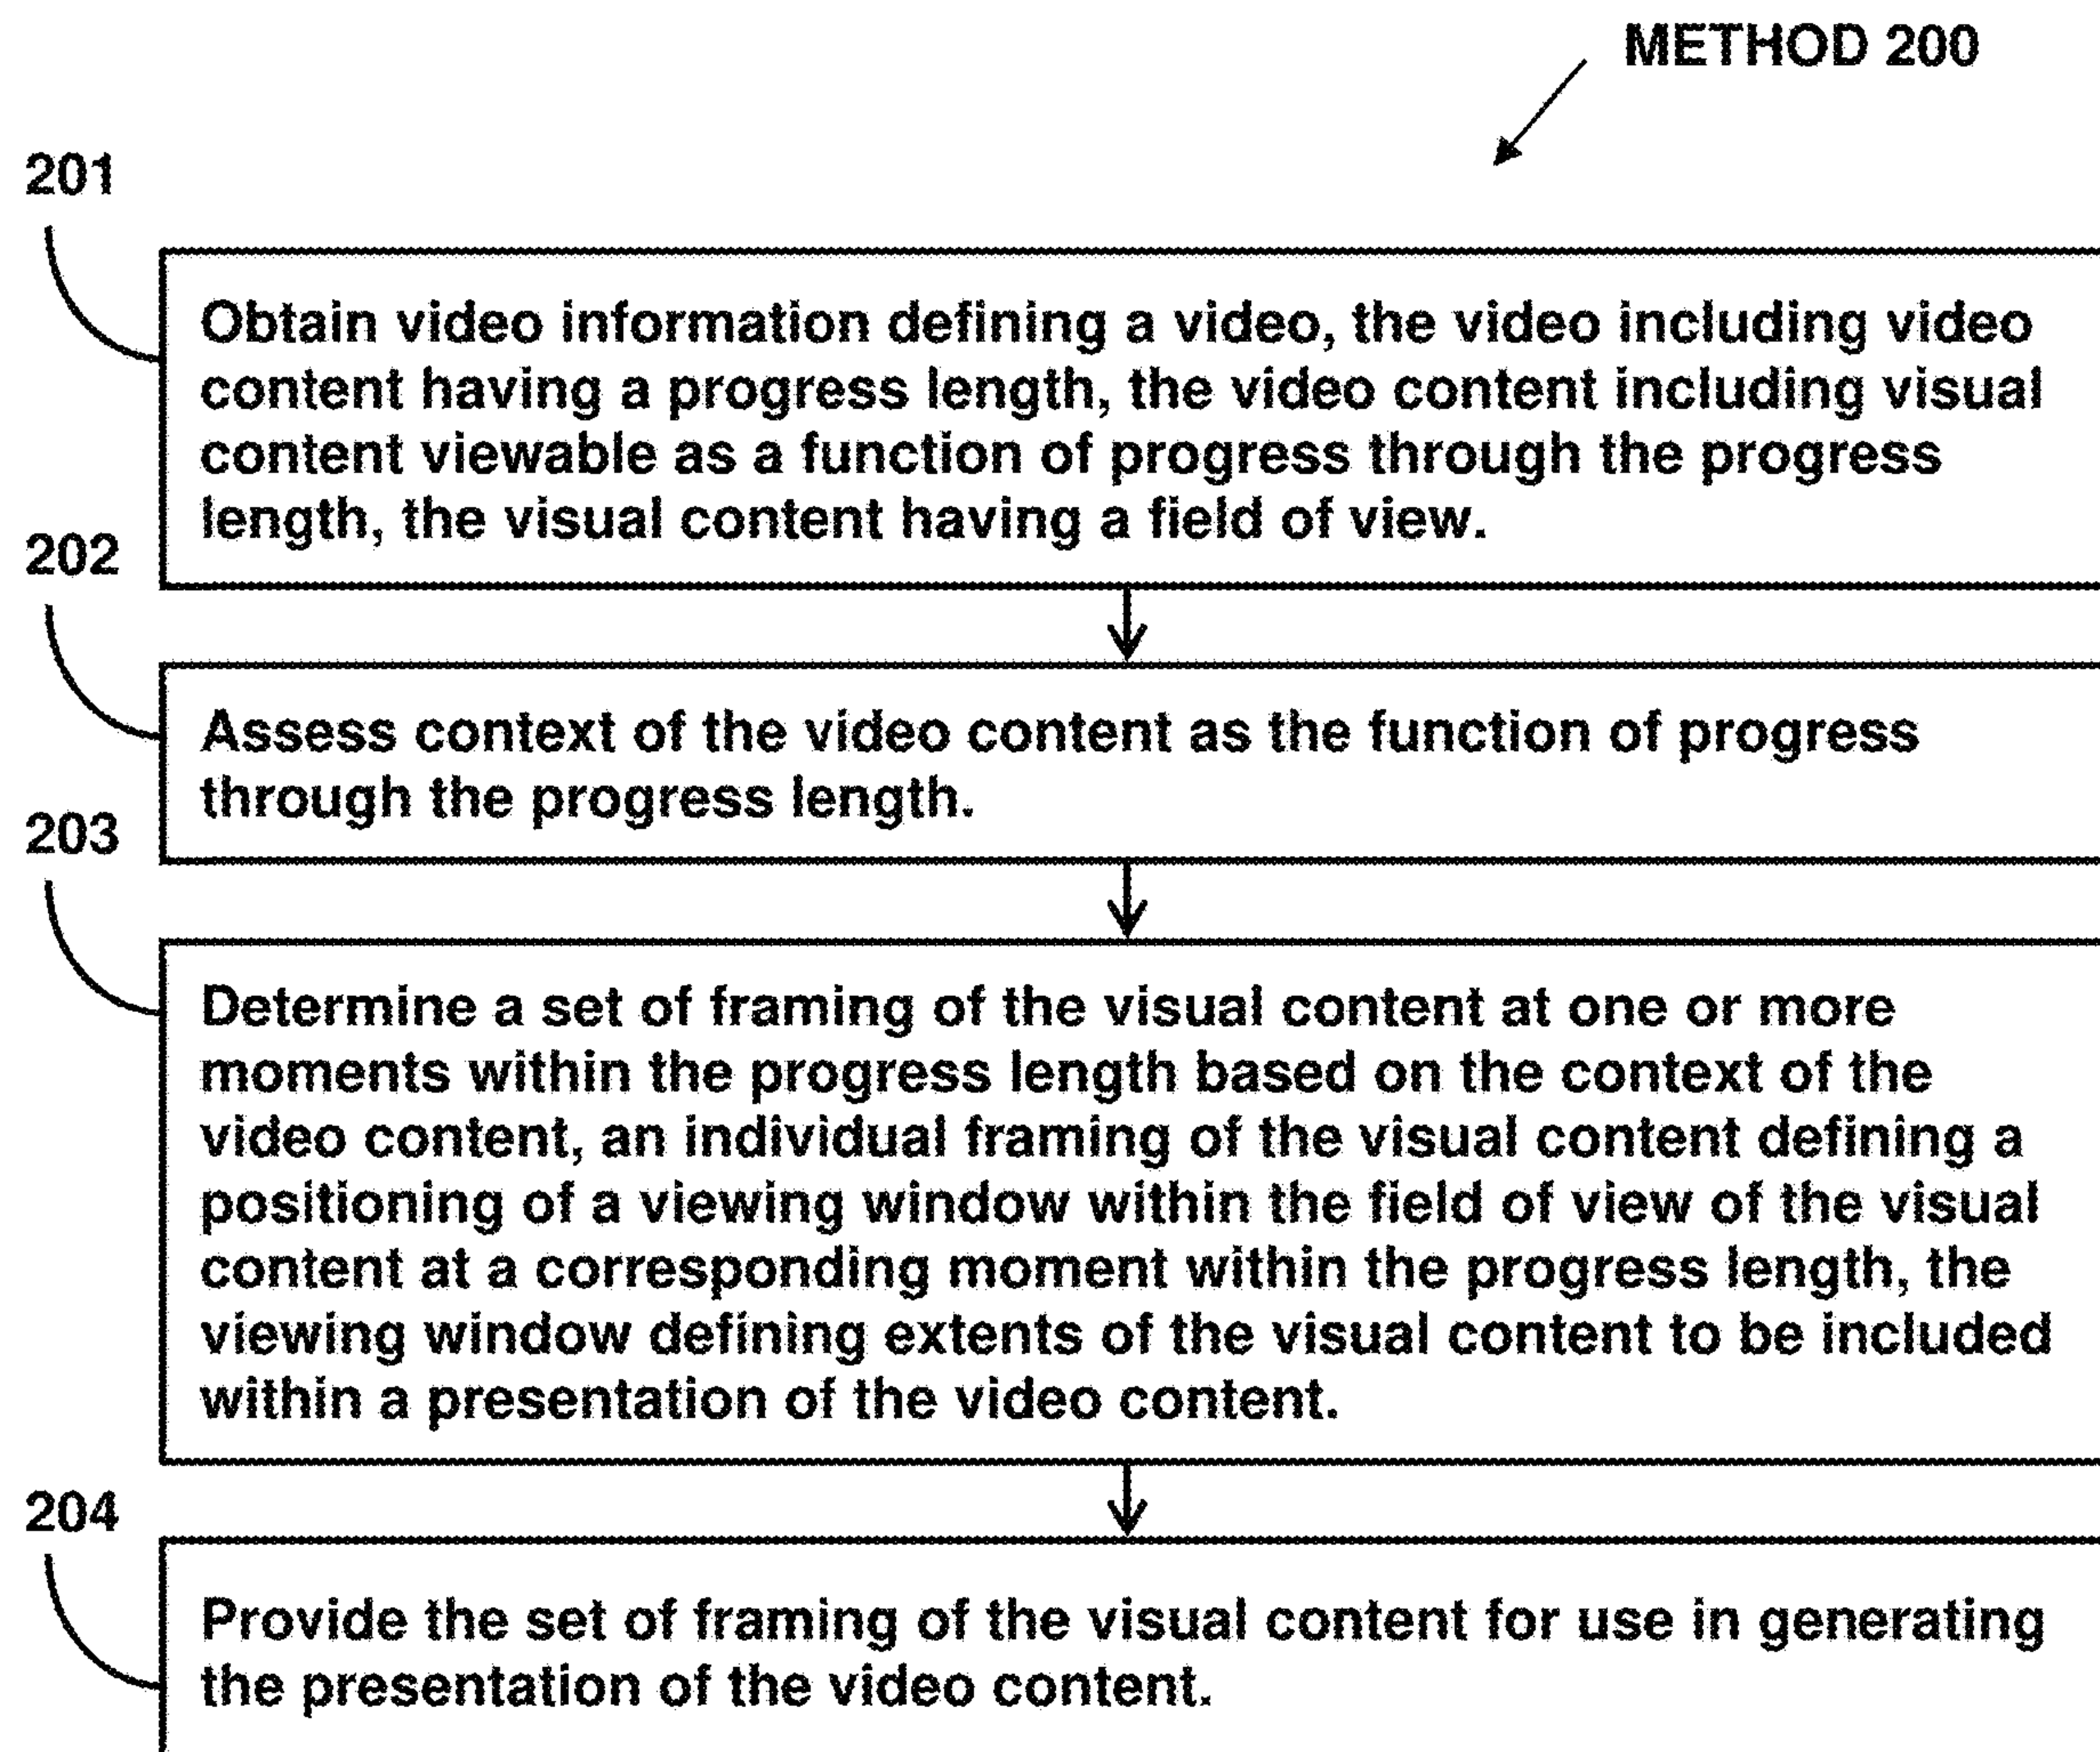 METHOD 200
201
Obtain video information defining a video, the video including video
content having a progress length, the video content including visual
content viewable as a function of progress through the progress
length, the visual content having a field of view.
202
Assess context of the video content as the function of progress
through the progress length.
203
Determine a set of framing of the visual content at one or more
moments within the progress length based on the context of the
video content, an individual framing of the visual content defining a
positioning of a viewing window within the field of view of the visual
content at a corresponding moment within the progress length, the
viewing window defining extents of the visual content to be included
within a presentation of the video content.
204
Provide the set of framing of the visual content for use in generating
the presentation of the video content.